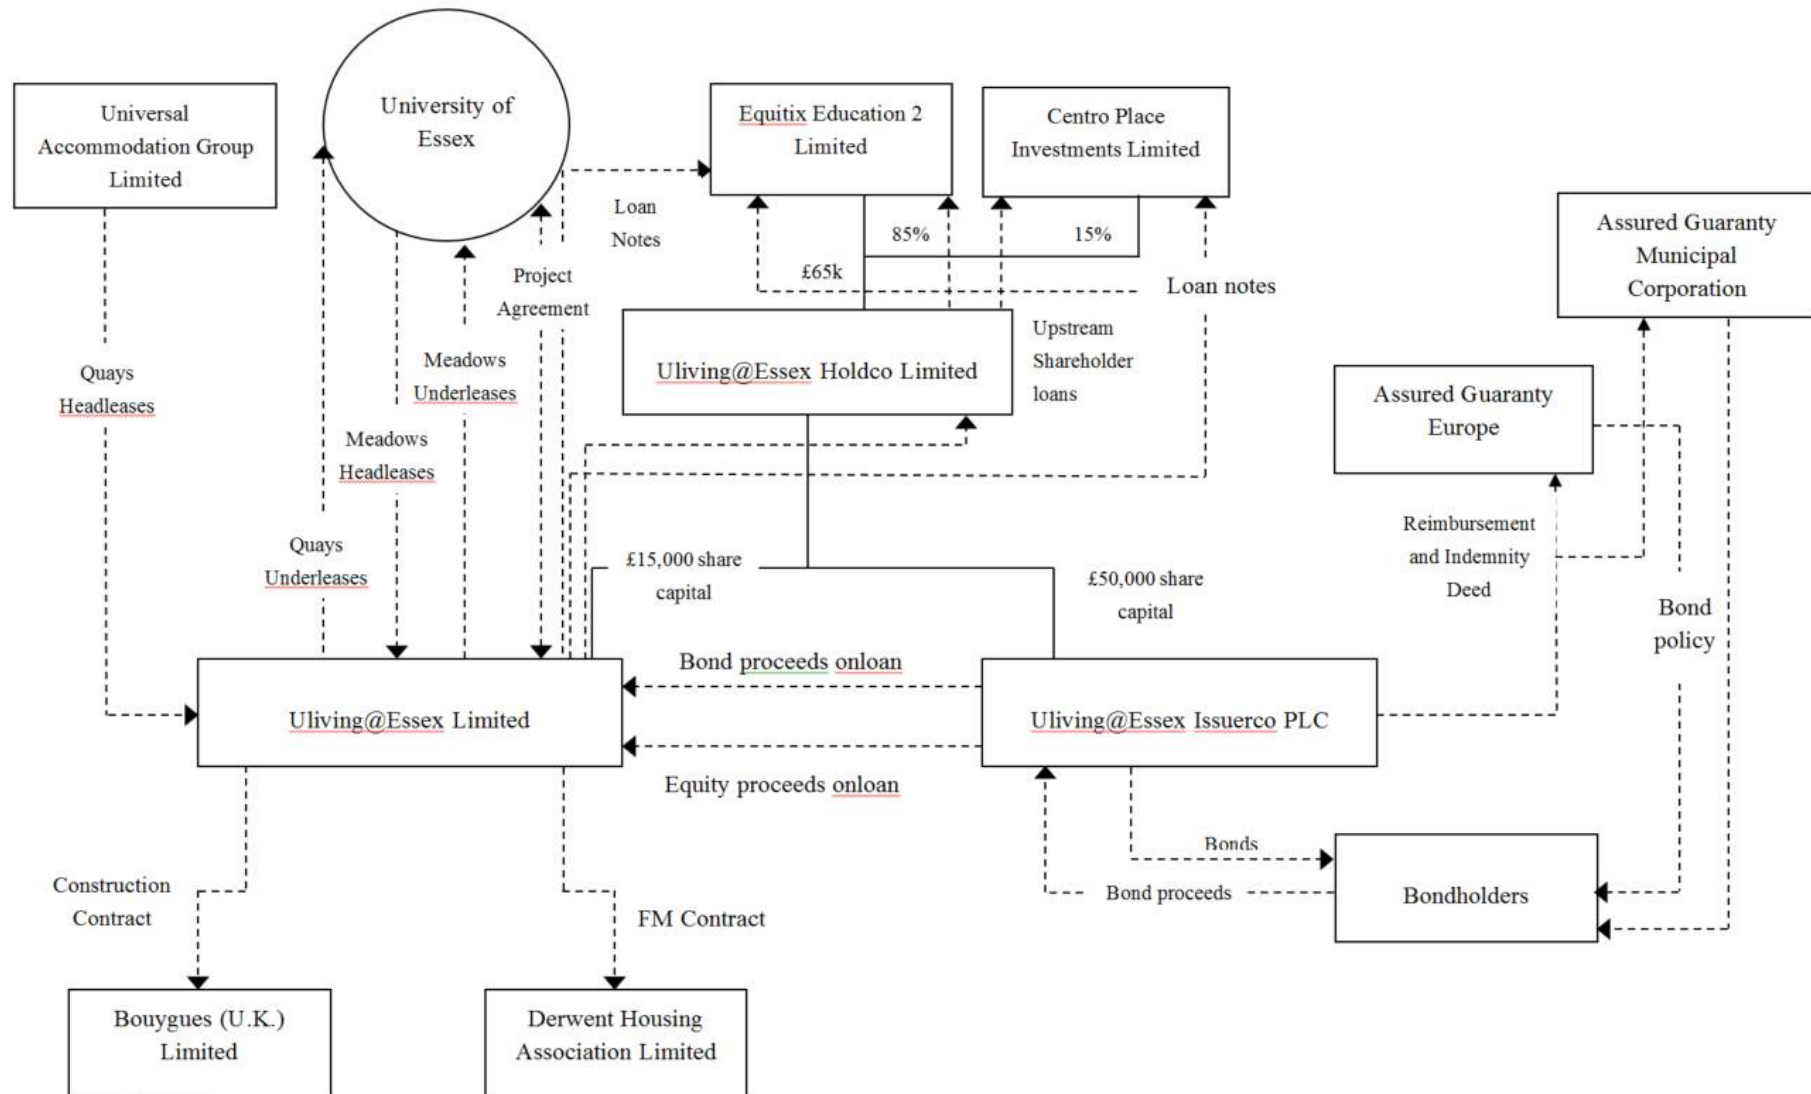 Universal
Accommodation Group
Limited
University of
Essex
Equitix Education 2
Limited
Centro Place
Investments Limited
Assured Guaranty
Municipal
Corporation
Loan
Notes
85%
15%
£65k
Loan notes
Project
Agreement
Upstream
Shareholder
loans
Uliving@Essex Holdco Limited
Meadows
Underleases
Quays
Headleases
Assured Guaranty
Europe
Meadows
Headleases
Quays
Underleases
Reimbursement
and Indemnity
Deed
£15,000 share
capital
£50,000 share
capital
Bond
policy
Bond proceeds onloan
Uliving@Essex Limited
Uliving@Essex Issuerco PLC
Equity proceeds onloan
Bonds
Bond proceeds
Bondholders
Construction
Contract
FM Contract
Bouygues (U.K.)
Limited
Derwent Housing
Association Limited